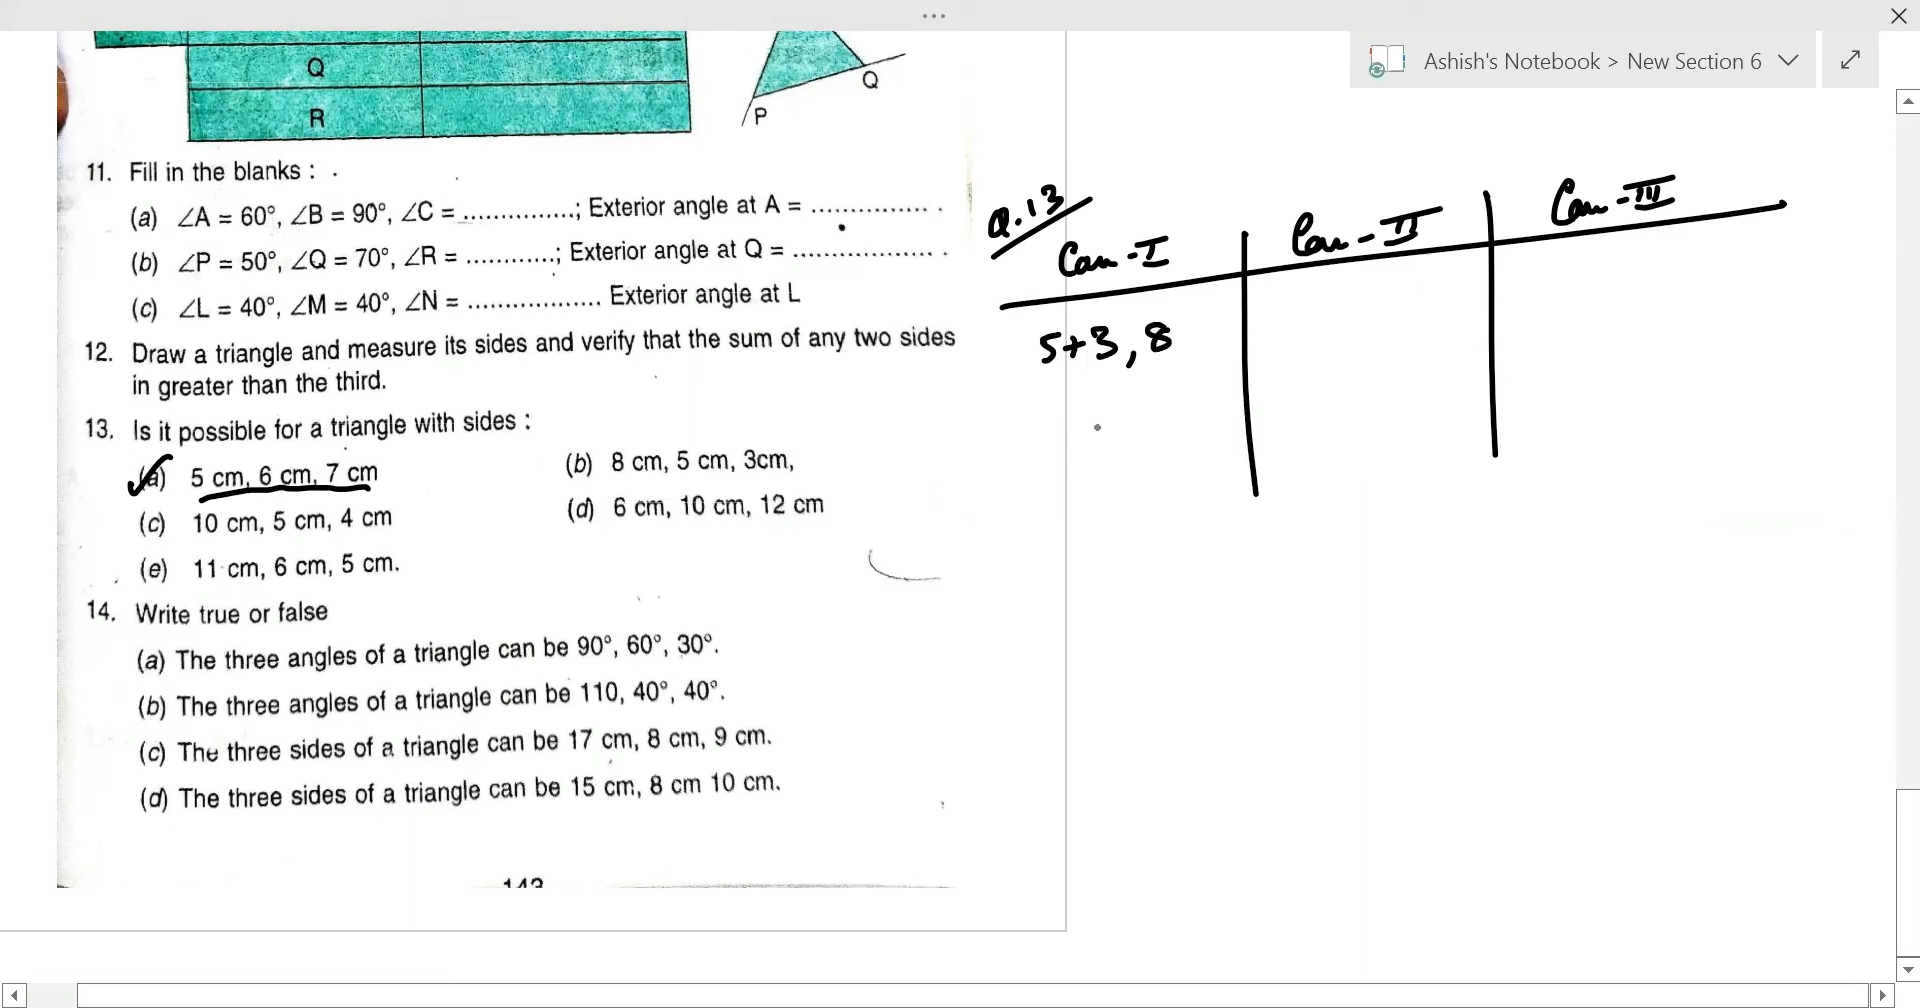 Ashish's Notebook > New Section 6
Q
R
Q
P
11. Fill in the blanks :
(a) ∠A = 60°, ∠B = 90°, ∠C = ...............; Exterior angle at A = ............... .
(b) ∠P = 50°, ∠Q = 70°, ∠R = ............; Exterior angle at Q = .................. .
(c) ∠L = 40°, ∠M = 40°, ∠N = .................. Exterior angle at L
12. Draw a triangle and measure its sides and verify that the sum of any two sides
in greater than the third.
13. Is it possible for a triangle with sides :
(a) 5 cm, 6 cm, 7 cm
(b) 8 cm, 5 cm, 3cm,
(c) 10 cm, 5 cm, 4 cm
(d) 6 cm, 10 cm, 12 cm
(e) 11 cm, 6 cm, 5 cm.
14. Write true or false
(a) The three angles of a triangle can be 90°, 60°, 30°.
(b) The three angles of a triangle can be 110, 40°, 40°.
(c) The three sides of a triangle can be 17 cm, 8 cm, 9 cm.
(d) The three sides of a triangle can be 15 cm, 8 cm 10 cm.
Q.13
Case-I
Case-II
Case-III
5+3, 8